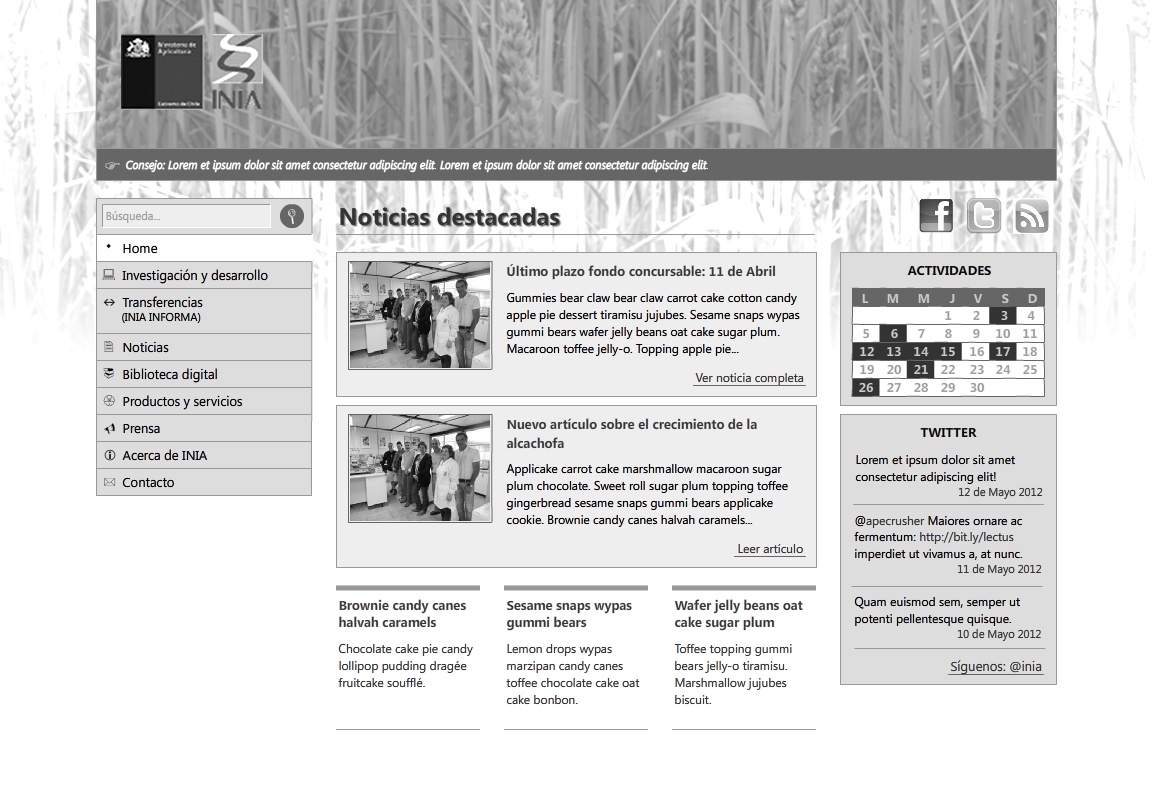 Ministerio de
Agricultura
Gobierno de Chile
INIA
Consejo: Lorem et ipsum dolor sit amet consectetur adipiscing elit. Lorem et ipsum dolor sit amet consectetur adipiscing elit.
Búsqueda...
Home
Investigación y desarrollo
Transferencias
(INIA INFORMA)
Noticias
Biblioteca digital
Productos y servicios
Prensa
Acerca de INIA
Contacto
Noticias destacadas
Último plazo fondo concursable: 11 de Abril
Gummies bear claw bear claw carrot cake cotton candy
apple pie dessert tiramisu jujubes. Sesame snaps wypas
gummi bears wafer jelly beans oat cake sugar plum.
Macaroon toffee jelly-o. Topping apple pie...
Ver noticia completa
Nuevo artículo sobre el crecimiento de la
alcachofa
Applicake carrot cake marshmallow macaroon sugar
plum chocolate. Sweet roll sugar plum topping toffee
gingerbread sesame snaps gummi bears applicake
cookie. Brownie candy canes halvah caramels...
Leer artículo
Brownie candy canes
halvah caramels
Chocolate cake pie candy
lollipop pudding dragée
fruitcake soufflé.
Sesame snaps wypas
gummi bears
Lemon drops wypas
marzipan candy canes
toffee chocolate cake oat
cake bonbon.
Wafer jelly beans oat
cake sugar plum
Toffee topping gummi
bears jelly-o tiramisu.
Marshmallow jujubes
biscuit.
f t
ACTIVIDADES
L M M J V S D
1 2 3 4
5 6 7 8 9 10 11
12 13 14 15 16 17 18
19 20 21 22 23 24 25
26 27 28 29 30
TWITTER
Lorem et ipsum dolor sit amet
consectetur adipiscing elit!
12 de Mayo 2012
@apecrusher Maiores ornare ac
fermentum: http://bit.ly/lectus
imperdiet ut vivamus a, at nunc.
11 de Mayo 2012
Quam euismod sem, semper ut
potenti pellentesque quisque.
10 de Mayo 2012
Síguenos: @inia